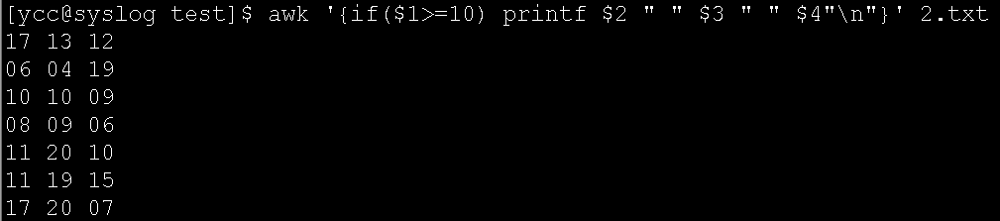 [ycc@syslog test]$ awk '{if($1>=10) printf $2 " " $3 " " $4"\n"}' 2.txt
17 13 12
06 04 19
10 10 09
08 09 06
11 20 10
11 19 15
17 20 07